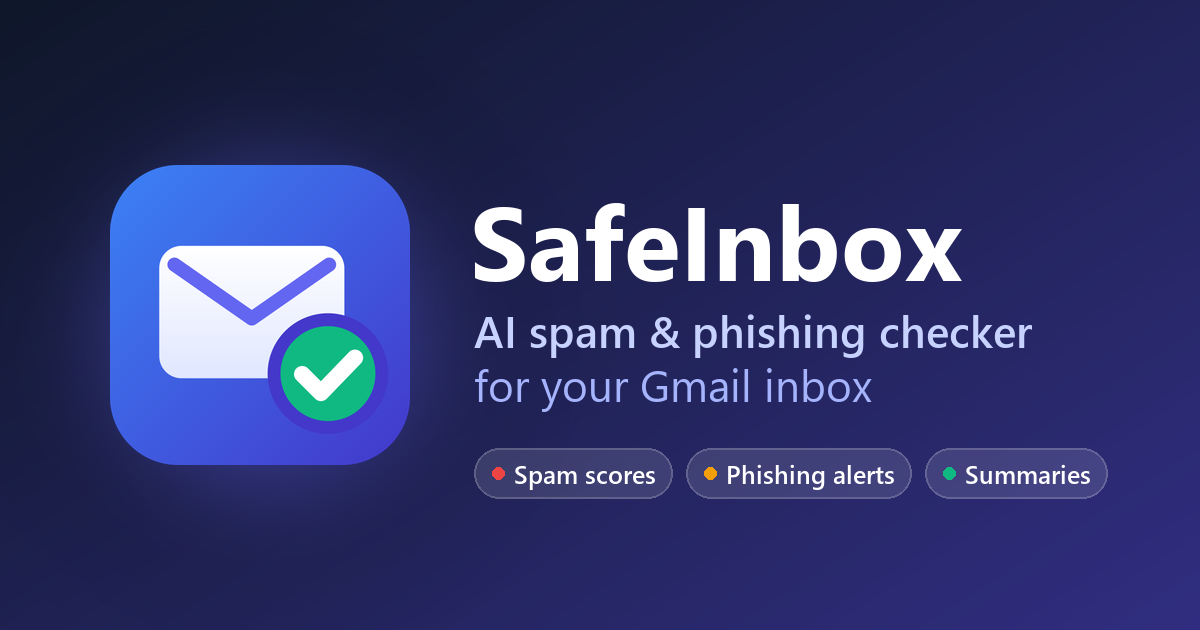 SafeInbox
AI spam & phishing checker
for your Gmail inbox
Spam scores
Phishing alerts
Summaries